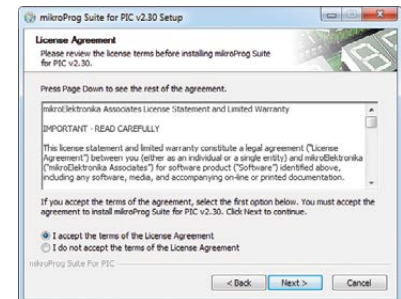 mikroProg Suite for PIC v2.30 Setup
License Agreement
Please review the license terms before installing mikroProg Suite
for PIC v2.30.
Press Page Down to see the rest of the agreement.
mikroElektronika Associates License Statement and Limited Warranty
IMPORTANT - READ CAREFULLY
This license statement and limited warranty constitute a legal agreement ("License
Agreement") between you (either as an individual or a single entity) and mikroElektronika
("mikroElektronika Associates") for software product ("Software") identified above,
including any software, media, and accompanying on-line or printed documentation.
If you accept the terms of the agreement, select the first option below. You must accept the
agreement to install mikroProg Suite for PIC v2.30. Click Next to continue.
I accept the terms of the License Agreement
I do not accept the terms of the License Agreement
mikroProg Suite For PIC
< Back Next > Cancel